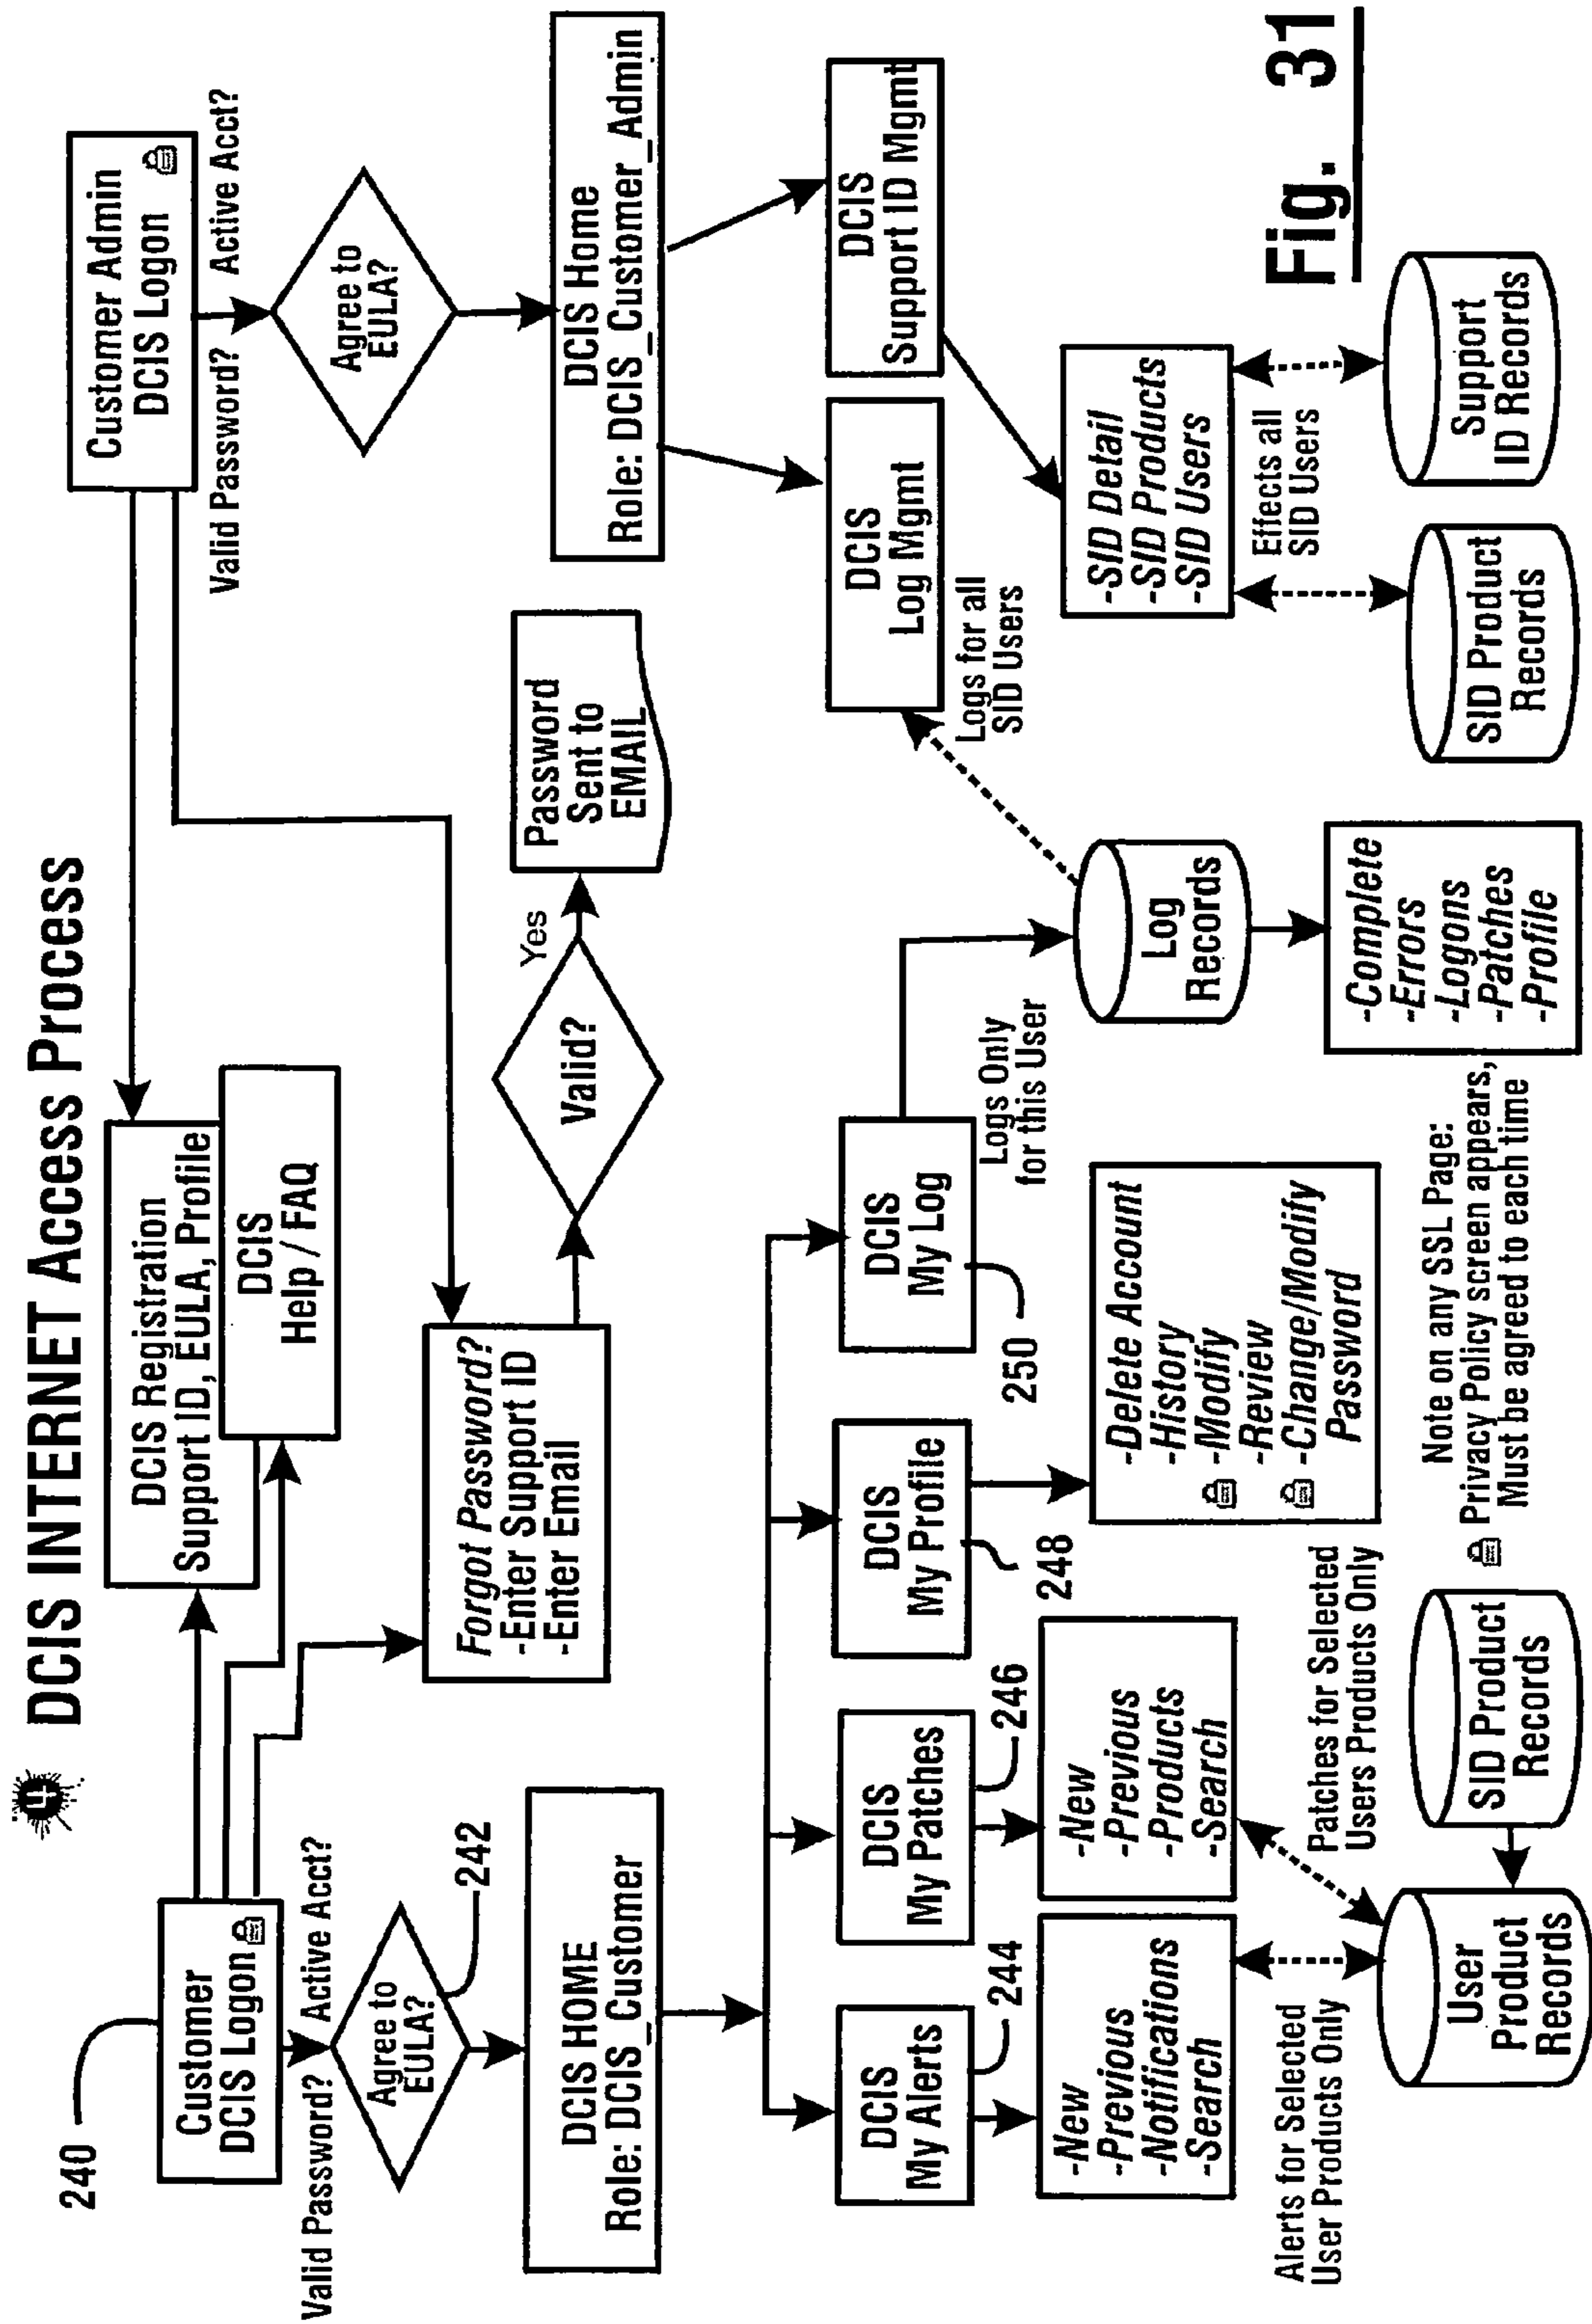 DCIS INTERNET Access Process
240
Customer
DCIS Logon
Valid Password?
Active Acct?
Agree to
EULA?
242
DCIS HOME
Role: DCIS_Customer
DCIS Registration
Support ID, EULA, Profile
DCIS
Help / FAQ
Forgot Password?
-Enter Support ID
-Enter Email
Valid?
Yes
Password
Sent to
EMAIL
Customer Admin
DCIS Logon
Valid Password?
Active Acct?
Agree to
EULA?
DCIS Home
Role: DCIS_Customer_Admin
DCIS
My Alerts
244
-New
-Previous
-Notifications
-Search
Alerts for Selected
User Products Only
DCIS
My Patches
246
-New
-Previous
-Products
-Search
Patches for Selected
Users Products Only
User
Product
Records
SID Product
Records
DCIS
My Profile
248
-Delete Account
-History
-Modify
-Review
-Change/Modify
Password
DCIS
My Log
250
Logs Only
for this User
Log
Records
-Complete
-Errors
-Logons
-Patches
-Profile
Note on any SSL Page:
Privacy Policy screen appears,
Must be agreed to each time
DCIS
Log Mgmt
Logs for all
SID Users
DCIS
Support ID Mgmt
-SID Detail
-SID Products
-SID Users
Effects all
SID Users
SID Product
Records
Support
ID Records
Fig. 31